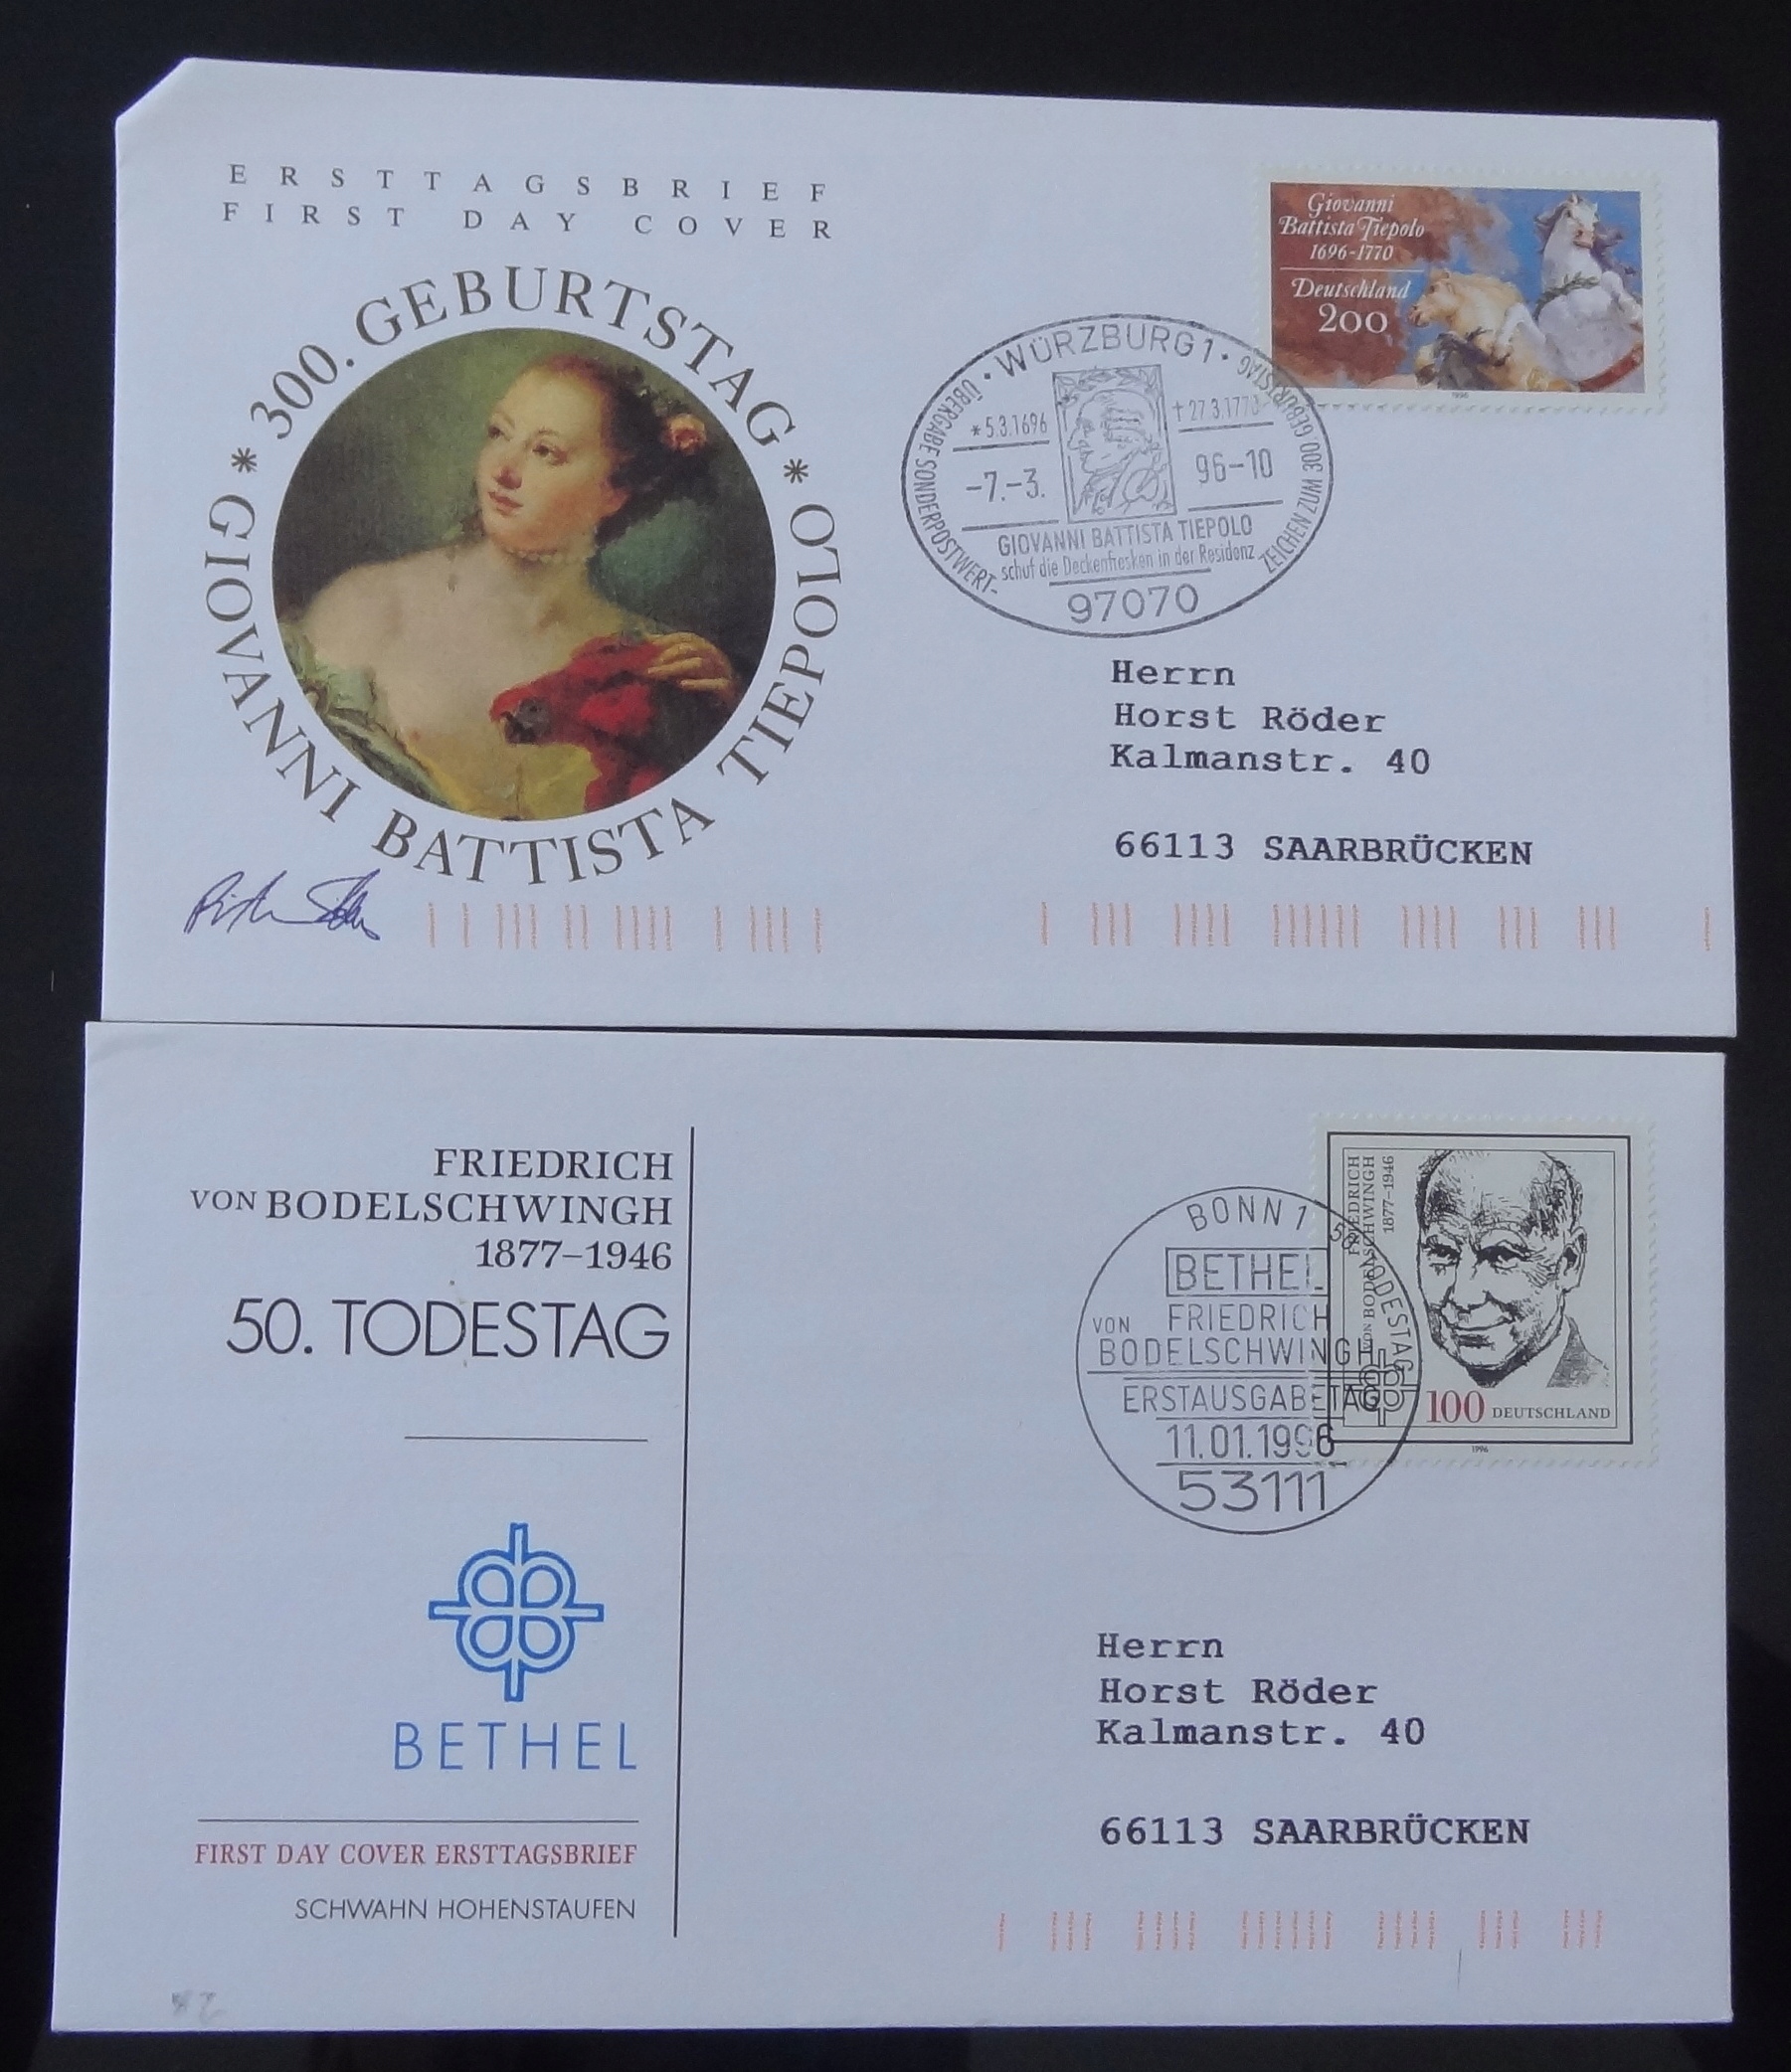 ERSTTAGSBRIEF
FIRST DAY COVER
* 300. GEBURTSTAG *
GIOVANNI BATTISTA TIEPOLO
Giovanni
Battista Tiepolo
1696-1770
Deutschland
200
1996
• WÜRZBURG 1 •
ÜBERGABE SONDERPOSTWERT-
ZEICHEN ZUM 300 GEBURTSTAG
*5.3.1696
†27.3.1770
-7.-3.
96-10
GIOVANNI BATTISTA TIEPOLO
schuf die Deckenfresken in der Residenz
97070
Herrn
Horst Röder
Kalmanstr. 40
66113 SAARBRÜCKEN
FRIEDRICH
VON BODELSCHWINGH
1877–1946
50. TODESTAG
BETHEL
FIRST DAY COVER ERSTTAGSBRIEF
SCHWAHN HOHENSTAUFEN
FRIEDRICH
VON BODELSCHWINGH
1877–1946
100 DEUTSCHLAND
1996
BONN 1
50. TODESTAG
BETHEL
FRIEDRICH
VON
BODELSCHWINGH
ERSTAUSGABETAG
11.01.1996
53111
Herrn
Horst Röder
Kalmanstr. 40
66113 SAARBRÜCKEN